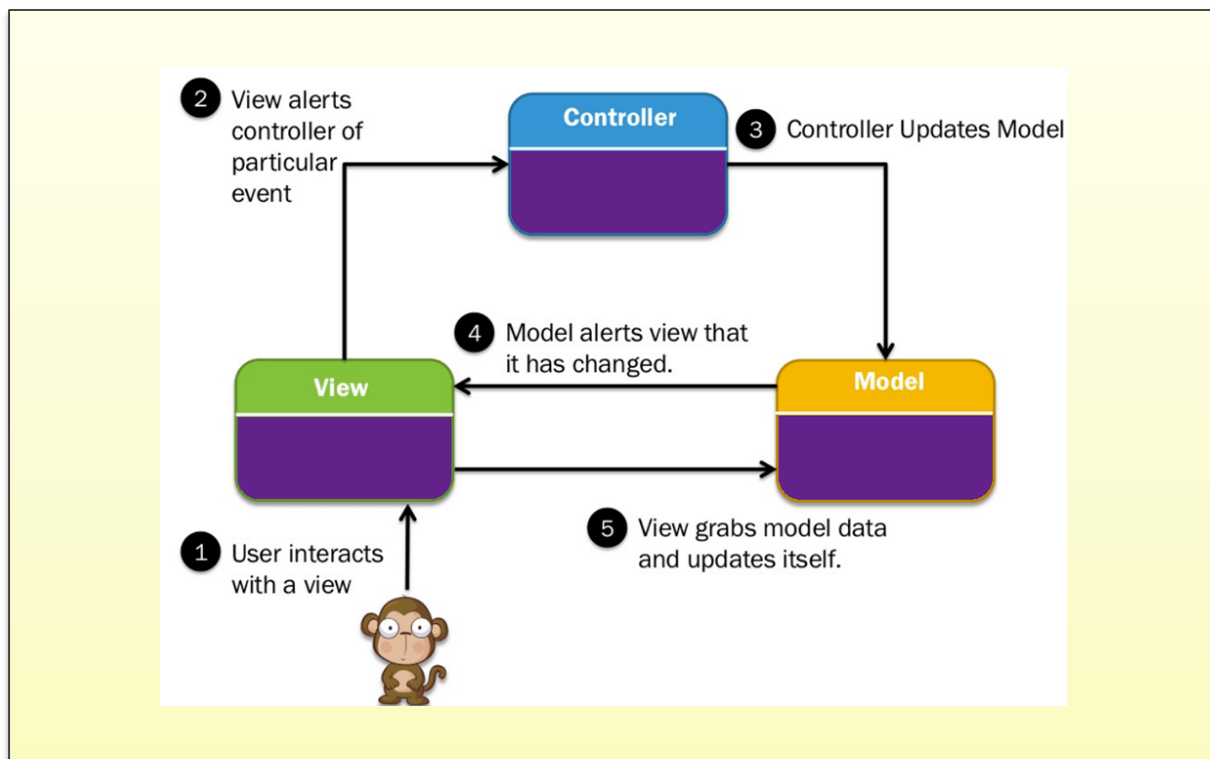 2 View alerts
controller of
particular
event
Controller
3 Controller Updates Model
4 Model alerts view that
it has changed.
View
Model
5 View grabs model data
and updates itself.
1 User interacts
with a view